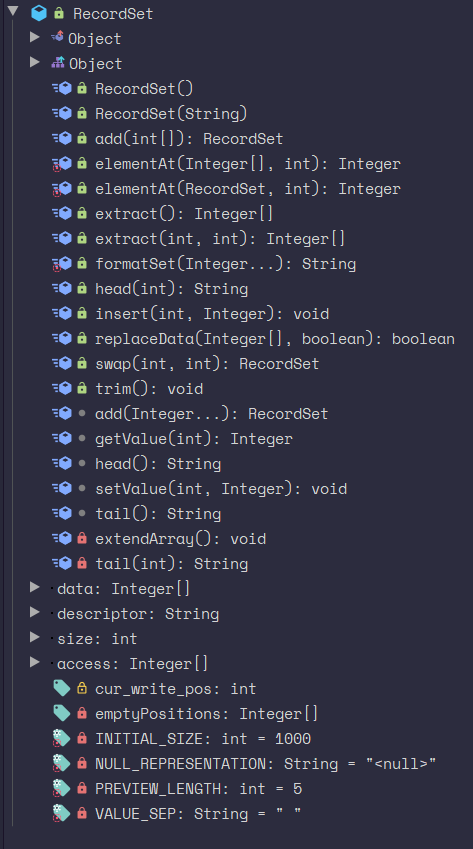 RecordSet
Object
Object
RecordSet()
RecordSet(String)
add(int[]): RecordSet
elementAt(Integer[], int): Integer
elementAt(RecordSet, int): Integer
extract(): Integer[]
extract(int, int): Integer[]
formatSet(Integer...): String
head(int): String
insert(int, Integer): void
replaceData(Integer[], boolean): boolean
swap(int, int): RecordSet
trim(): void
add(Integer...): RecordSet
getValue(int): Integer
head(): String
setValue(int, Integer): void
tail(): String
extendArray(): void
tail(int): String
data: Integer[]
descriptor: String
size: int
access: Integer[]
cur_write_pos: int
emptyPositions: Integer[]
INITIAL_SIZE: int = 1000
NULL_REPRESENTATION: String = "<null>"
PREVIEW_LENGTH: int = 5
VALUE_SEP: String = " "